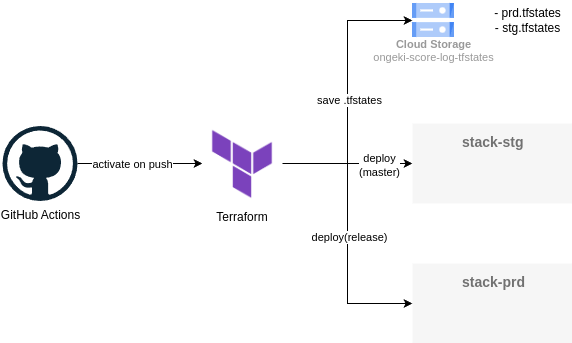 - prd.tfstates
- stg.tfstates
Cloud Storage
ongeki-score-log-tfstates
save .tfstates
stack-stg
activate on push
deploy
(master)
GitHub Actions
Terraform
deploy(release)
stack-prd